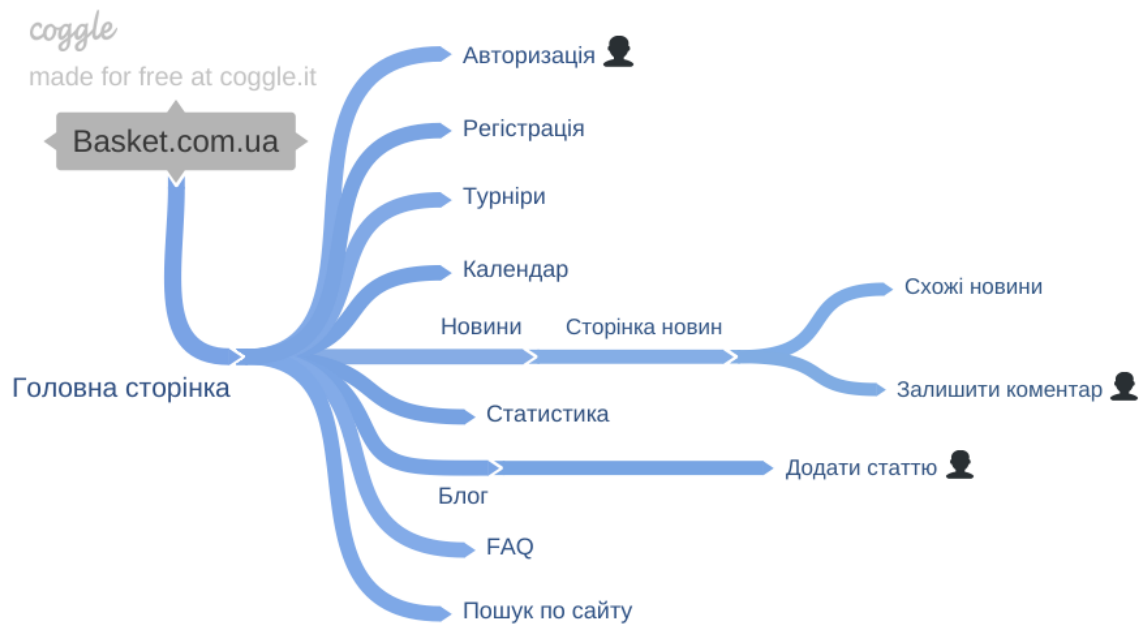 coggle
made for free at coggle.it
Basket.com.ua
Головна сторінка
Авторизація
Регістрація
Турніри
Календар
Новини
Сторінка новин
Схожі новини
Залишити коментар
Статистика
Блог
Додати статтю
FAQ
Пошук по сайту